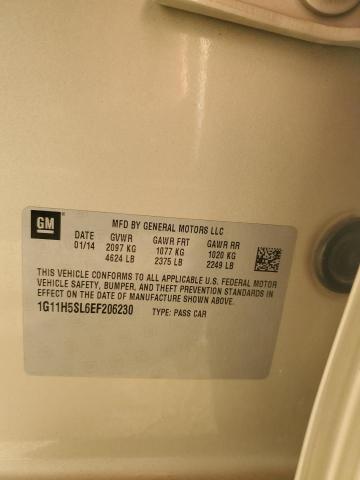 GM
MFD BY GENERAL MOTORS LLC
DATE GVWR GAWR FRT GAWR RR
01/14 2097 KG 1077 KG 1020 KG
4624 LB 2375 LB 2249 LB
THIS VEHICLE CONFORMS TO ALL APPLICABLE U.S. FEDERAL MOTOR
VEHICLE SAFETY, BUMPER, AND THEFT PREVENTION STANDARDS IN
EFFECT ON THE DATE OF MANUFACTURE SHOWN ABOVE.
1G11H5SL6EF206230 TYPE: PASS CAR